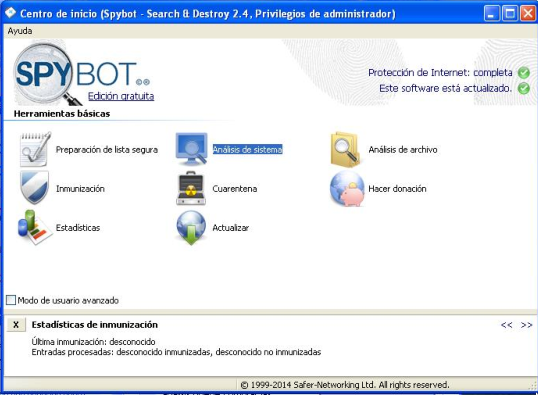 Centro de inicio (Spybot - Search & Destroy 2.4, Privilegios de administrador)
Ayuda
SPYBOT
Edición gratuita
Protección de Internet: completa
Este software está actualizado.
Herramientas básicas
Preparación de lista segura
Análisis de sistema
Análisis de archivo
Inmunización
Cuarentena
Hacer donación
Estadísticas
Actualizar
Modo de usuario avanzado
X Estadísticas de inmunización << >>
Última inmunización: desconocido
Entradas procesadas: desconocido inmunizadas, desconocido no inmunizadas
© 1999-2014 Safer-Networking Ltd. All rights reserved.